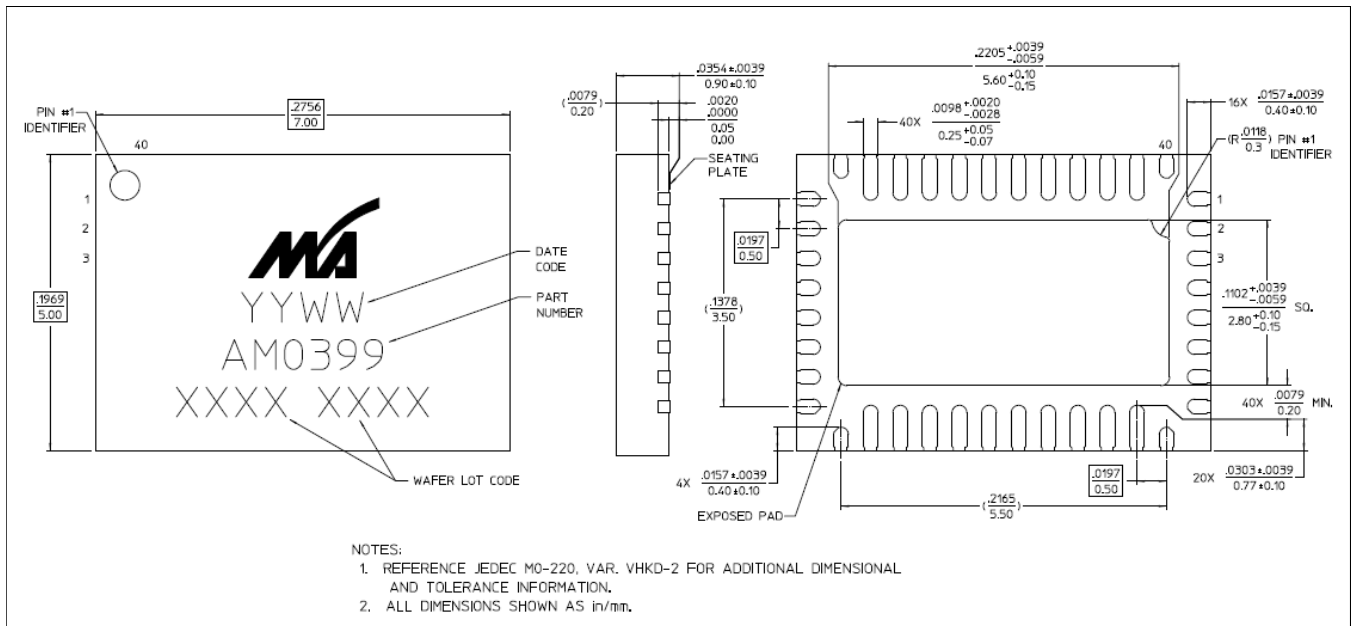 PIN #1
IDENTIFIER
40
.2756
7.00
1
2
3
.1969
5.00
MA
YYWW
AM0399
XXXX XXXX
DATE
CODE
PART
NUMBER
WAFER LOT CODE
.0354±.0039
0.90±0.10
(.0079
0.20)
.0020
.0000
0.05
0.00
SEATING
PLATE
.2205 +.0039
-.0059
5.60 +0.10
-0.15
40X .0098 +.0020
-.0028
0.25 +0.05
-0.07
16X .0157±.0039
0.40±0.10
40
(R .0118
0.3) PIN #1
IDENTIFIER
1
2
3
.0197
0.50
(.1378
3.50)
.1102 +.0039
-.0059 SQ.
2.80 +0.10
-0.15
40X .0079 MIN.
0.20
4X .0157±.0039
0.40±0.10
.0197
0.50
20X .0303±.0039
0.77±0.10
(.2165
5.50)
EXPOSED PAD
NOTES:
1. REFERENCE JEDEC MO-220, VAR. VHKD-2 FOR ADDITIONAL DIMENSIONAL
AND TOLERANCE INFORMATION.
2. ALL DIMENSIONS SHOWN AS in/mm.